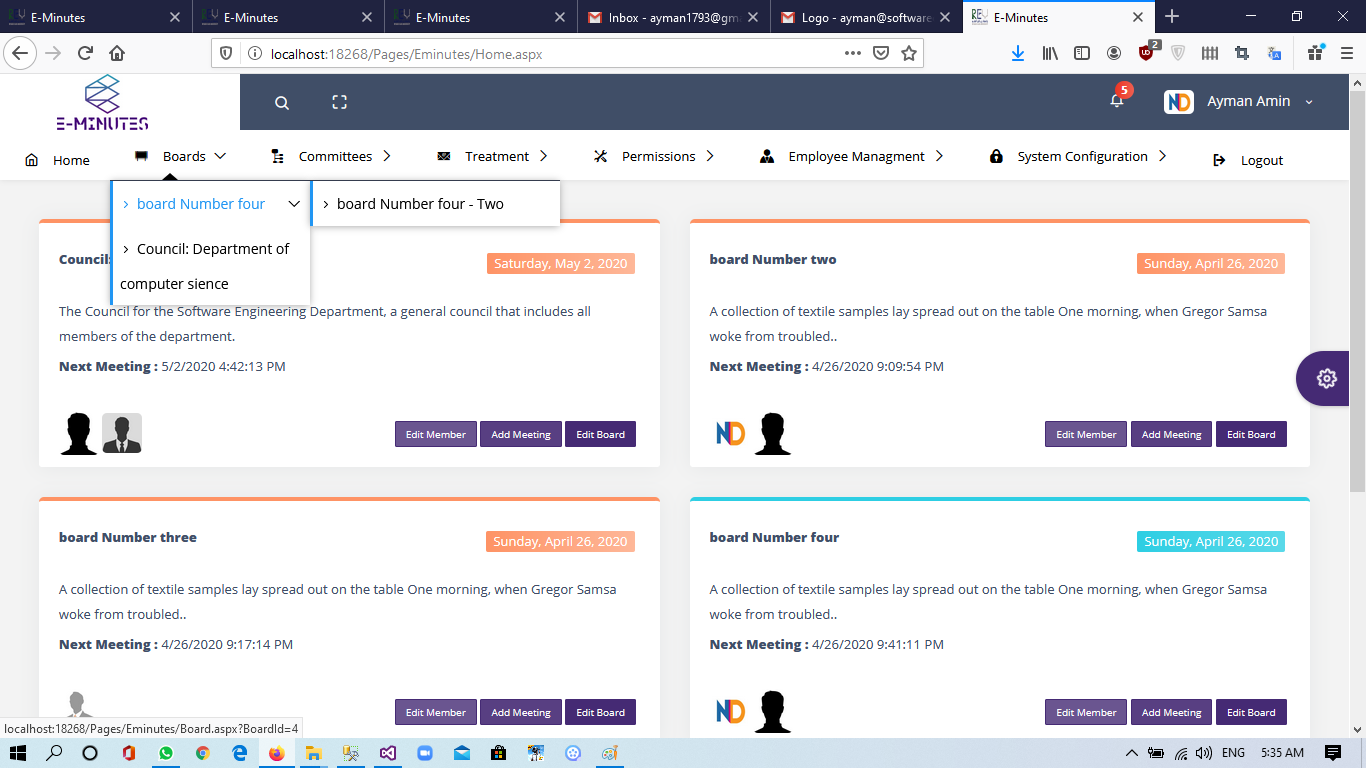 E-Minutes
E-Minutes
E-Minutes
Inbox - ayman1793@gm
Logo - ayman@software
E-Minutes
localhost:18268/Pages/Eminutes/Home.aspx
2
E-MINUTES
5
Ayman Amin
Home
Boards
Committees
Treatment
Permissions
Employee Managment
System Configuration
Logout
board Number four
board Number four - Two
Council: Department of
computer sience
Council:
Saturday, May 2, 2020
The Council for the Software Engineering Department, a general council that includes all
members of the department.
Next Meeting : 5/2/2020 4:42:13 PM
Edit Member
Add Meeting
Edit Board
board Number two
Sunday, April 26, 2020
A collection of textile samples lay spread out on the table One morning, when Gregor Samsa
woke from troubled..
Next Meeting : 4/26/2020 9:09:54 PM
ND
Edit Member
Add Meeting
Edit Board
board Number three
Sunday, April 26, 2020
A collection of textile samples lay spread out on the table One morning, when Gregor Samsa
woke from troubled..
Next Meeting : 4/26/2020 9:17:14 PM
Edit Member
Add Meeting
Edit Board
board Number four
Sunday, April 26, 2020
A collection of textile samples lay spread out on the table One morning, when Gregor Samsa
woke from troubled..
Next Meeting : 4/26/2020 9:41:11 PM
ND
Edit Member
Add Meeting
Edit Board
localhost:18268/Pages/Eminutes/Board.aspx?BoardId=4
ENG
5:35 AM